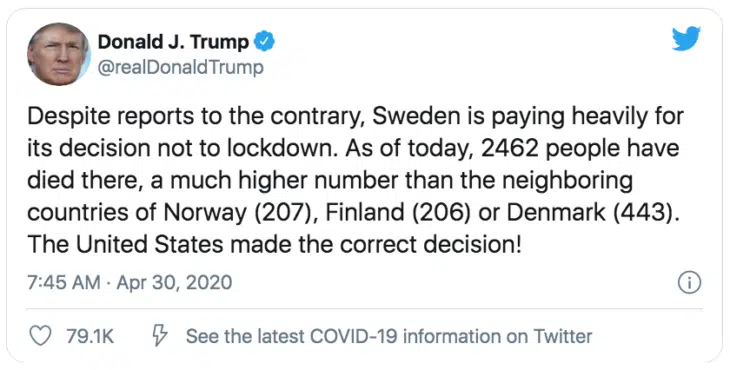 Donald J. Trump
@realDonaldTrump
Despite reports to the contrary, Sweden is paying heavily for
its decision not to lockdown. As of today, 2462 people have
died there, a much higher number than the neighboring
countries of Norway (207), Finland (206) or Denmark (443).
The United States made the correct decision!
7:45 AM · Apr 30, 2020
79.1K
See the latest COVID-19 information on Twitter